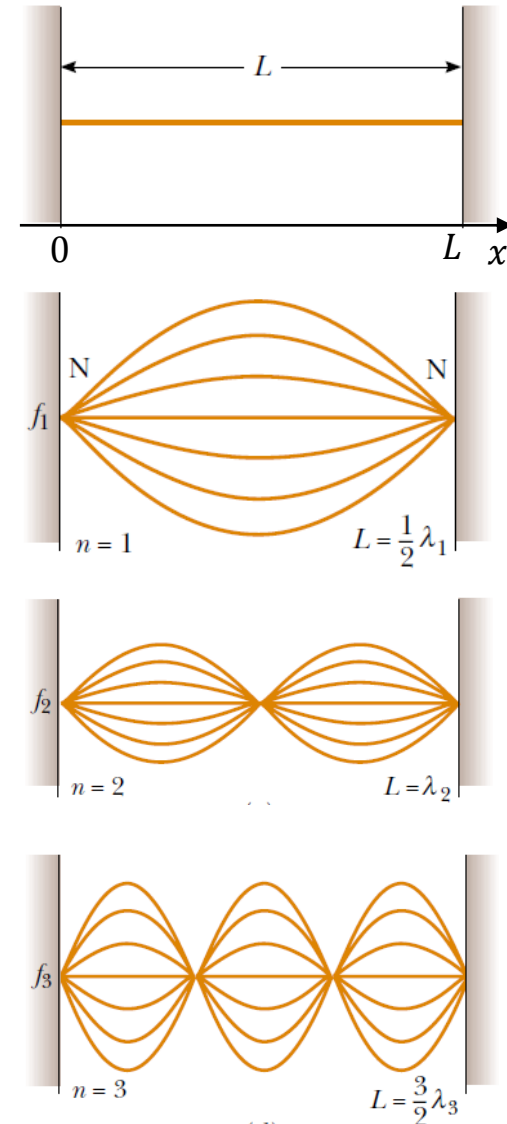 L
0 L x
N N
f₁
n = 1 L = 1/2 λ₁
f₂
n = 2 L = λ₂
f₃
n = 3 L = 3/2 λ₃